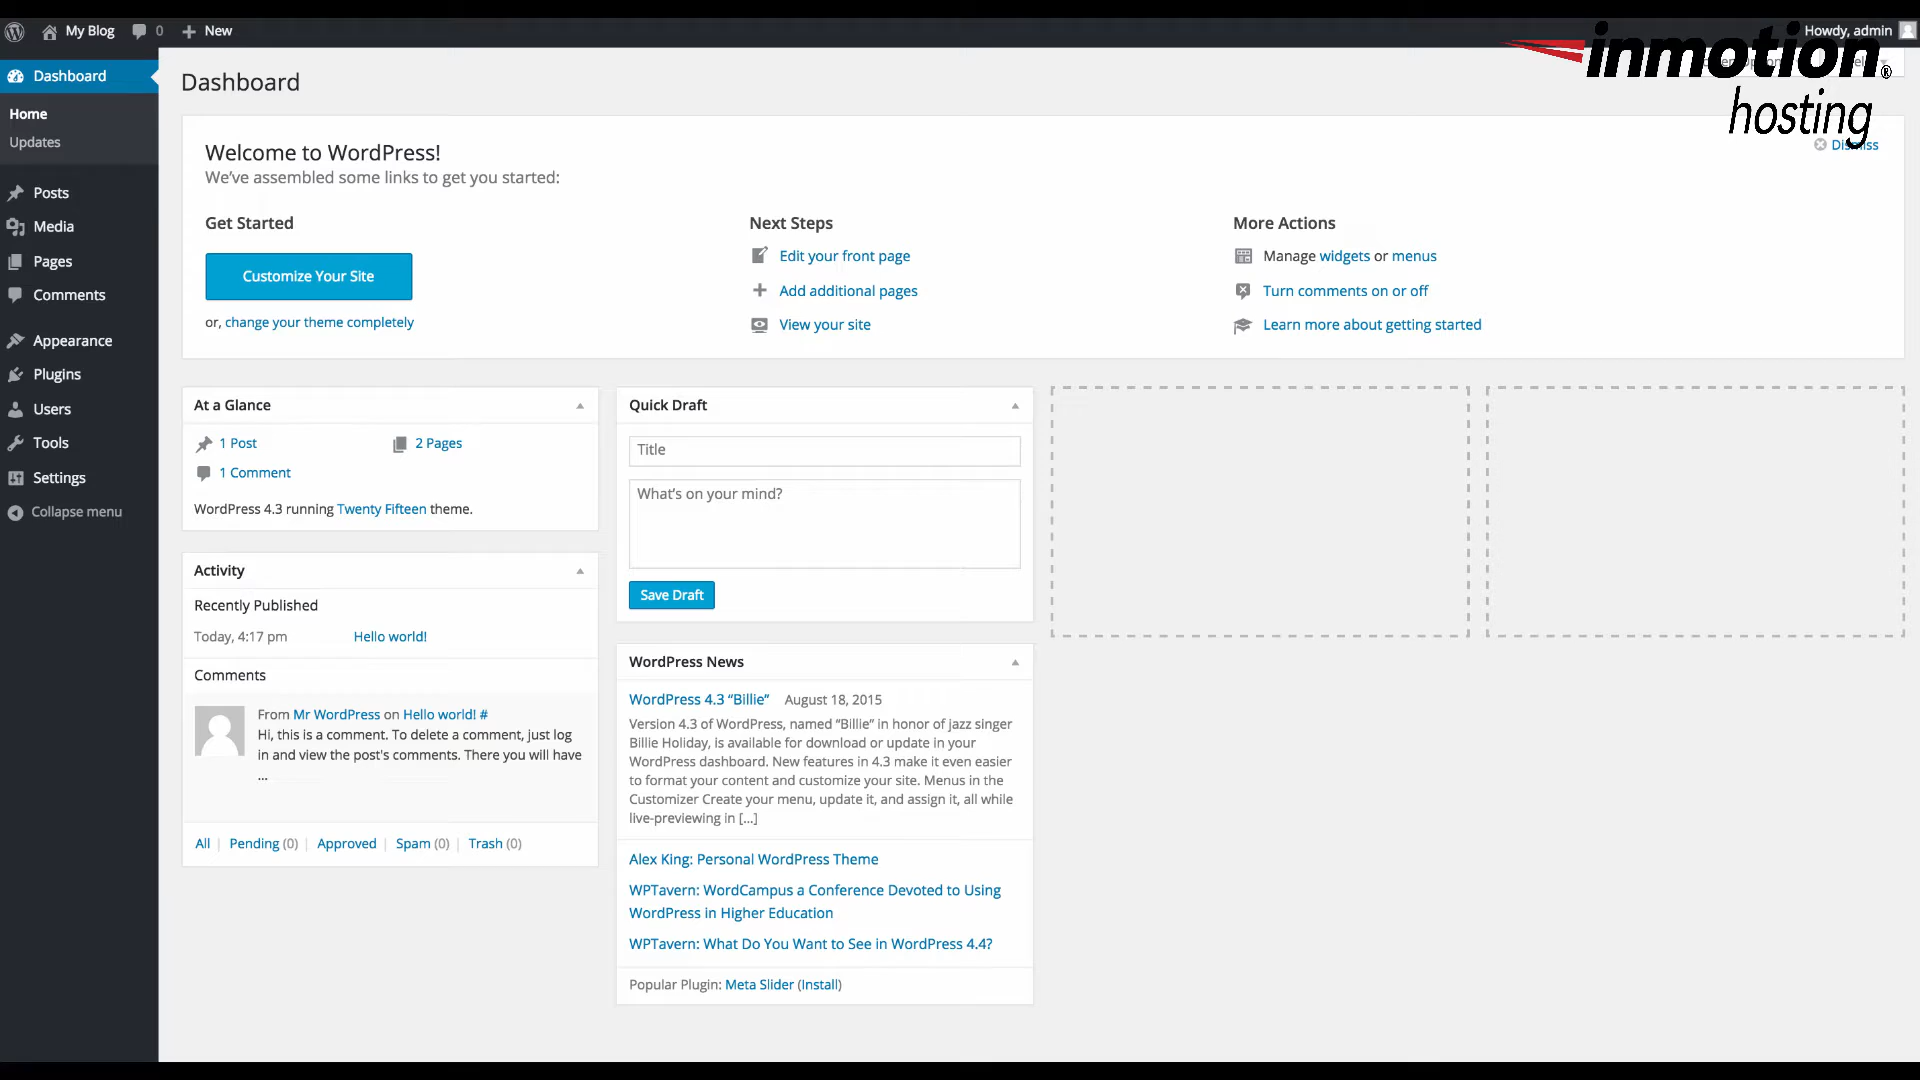 My Blog
0
New
Howdy, admin
inmotion®
hosting
Dashboard
Home
Updates
Posts
Media
Pages
Comments
Appearance
Plugins
Users
Tools
Settings
Collapse menu
Dashboard
Welcome to WordPress!
Dismiss
We've assembled some links to get you started:
Get Started
Customize Your Site
or, change your theme completely
Next Steps
Edit your front page
Add additional pages
View your site
More Actions
Manage widgets or menus
Turn comments on or off
Learn more about getting started
At a Glance
1 Post
2 Pages
1 Comment
WordPress 4.3 running Twenty Fifteen theme.
Activity
Recently Published
Today, 4:17 pm
Hello world!
Comments
From Mr WordPress on Hello world! #
Hi, this is a comment. To delete a comment, just log
in and view the post's comments. There you will have
...
All | Pending (0) | Approved | Spam (0) | Trash (0)
Quick Draft
Title
What's on your mind?
Save Draft
WordPress News
WordPress 4.3 “Billie” August 18, 2015
Version 4.3 of WordPress, named “Billie” in honor of jazz singer
Billie Holiday, is available for download or update in your
WordPress dashboard. New features in 4.3 make it even easier
to format your content and customize your site. Menus in the
Customizer Create your menu, update it, and assign it, all while
live-previewing in […]
Alex King: Personal WordPress Theme
WPTavern: WordCampus a Conference Devoted to Using
WordPress in Higher Education
WPTavern: What Do You Want to See in WordPress 4.4?
Popular Plugin: Meta Slider (Install)